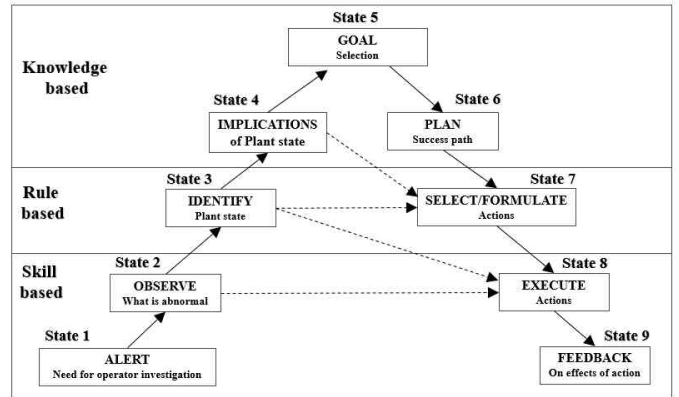 State 5
GOAL
Selection
Knowledge
based
State 4
State 6
IMPLICATIONS
of Plant state
PLAN
Success path
State 3
State 7
Rule
based
IDENTIFY
Plant state
SELECT/FORMULATE
Actions
State 2
State 8
Skill
based
OBSERVE
What is abnormal
EXECUTE
Actions
State 1
State 9
ALERT
Need for operator investigation
FEEDBACK
On effects of action